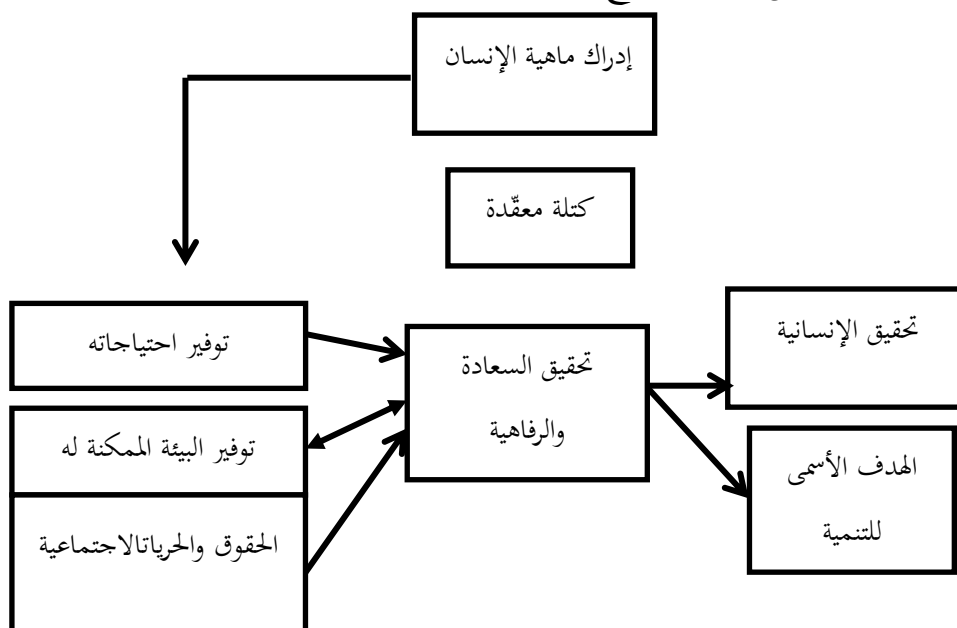 إدراك ماهية الإنسان
كتلة معقّدة
توفير احتياجاته
توفير البيئة الممكنة له
الحقوق والحرياتالاجتماعية
تحقيق السعادة
والرفاهية
تحقيق الإنسانية
الهدف الأسمى
للتنمية